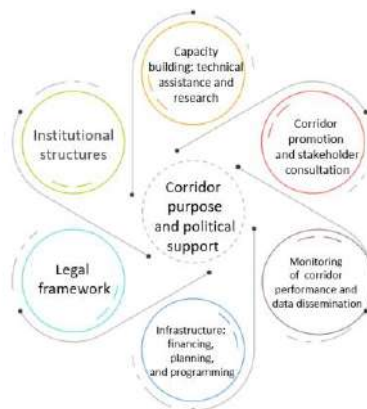 Capacity
building: technical
assistance and
research
Institutional
structures
Corridor
promotion
and stakeholder
consultation
Corridor
purpose
and political
support
Legal
framework
Monitoring
of corridor
performance and
data dissemination
Infrastructure:
financing,
planning,
and programming